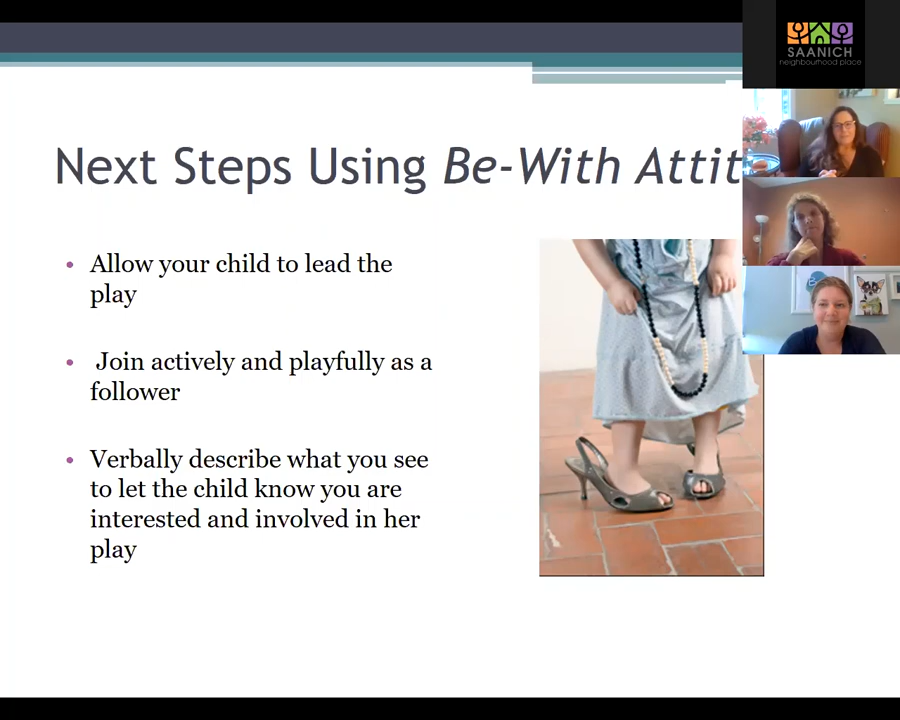 SAANICH
neighbourhood place
Next Steps Using Be-With Attit
• Allow your child to lead the
play
• Join actively and playfully as a
follower
• Verbally describe what you see
to let the child know you are
interested and involved in her
play